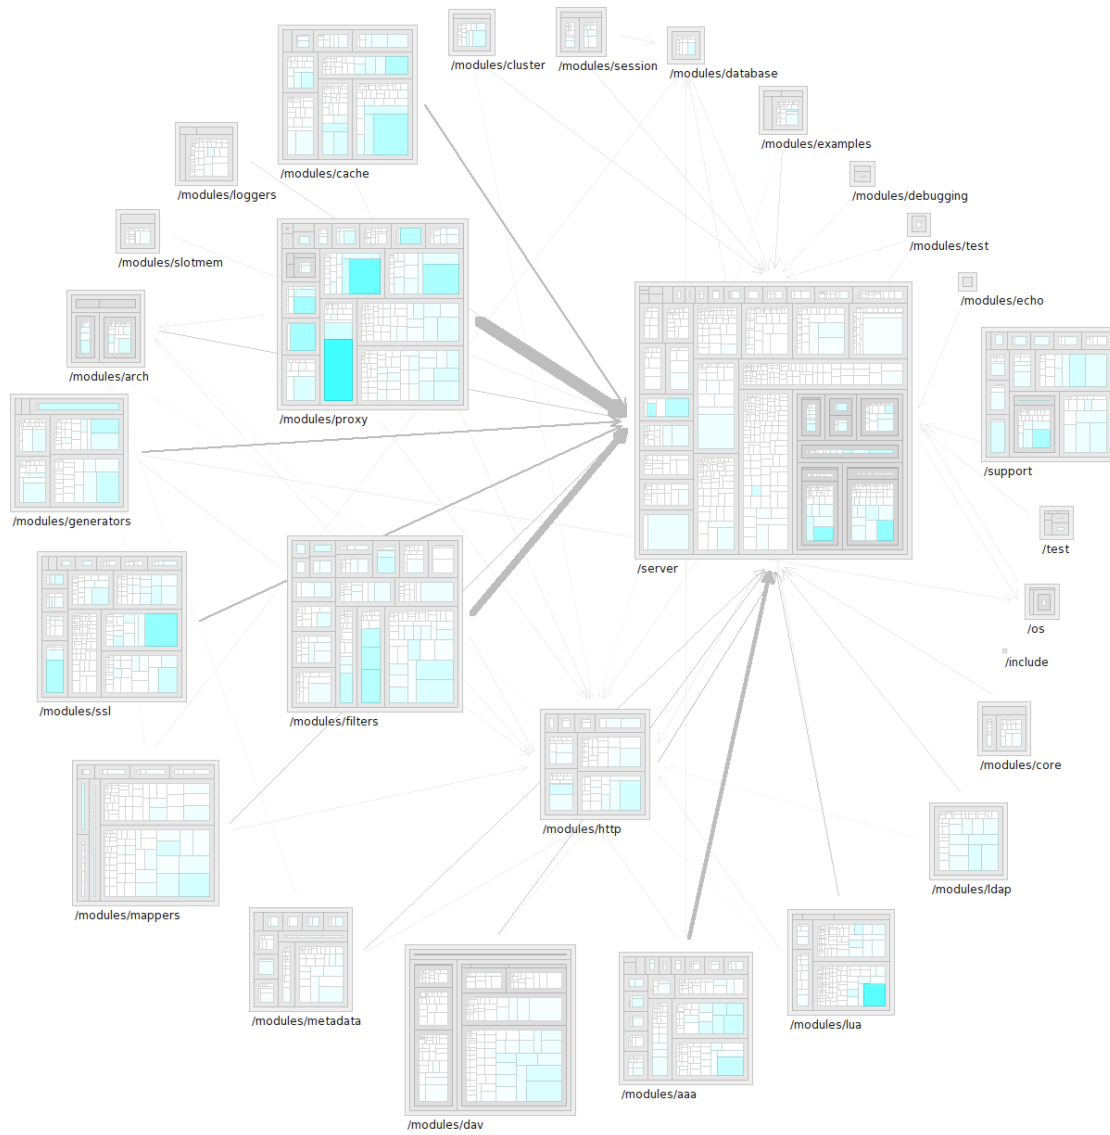 /modules/cluster
/modules/session
/modules/database
/modules/examples
/modules/cache
/modules/loggers
/modules/debugging
/modules/test
/modules/slotmem
/modules/echo
/modules/arch
/modules/proxy
/support
/modules/generators
/test
/server
/os
/include
/modules/ssl
/modules/filters
/modules/core
/modules/http
/modules/ldap
/modules/mappers
/modules/metadata
/modules/lua
/modules/aaa
/modules/dav